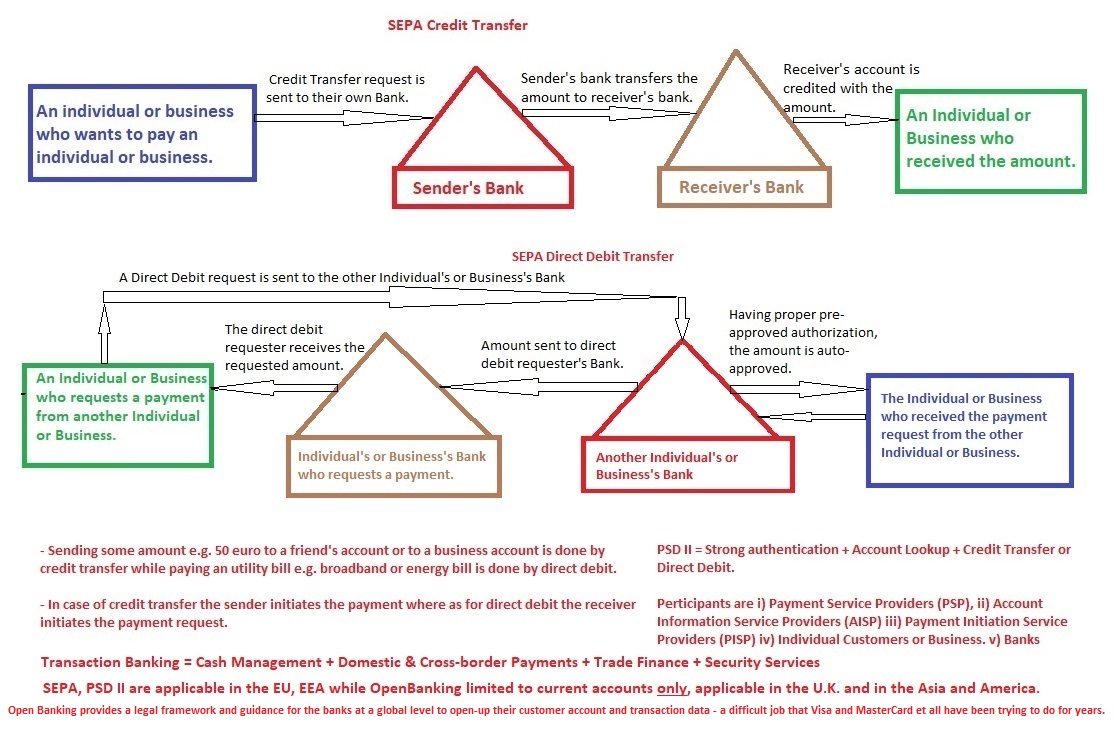 SEPA Credit Transfer
Credit Transfer request is
sent to their own Bank.
Sender's bank transfers the
amount to receiver's bank.
Receiver's account is
credited with the
amount.
An individual or business
who wants to pay an
individual or business.
Sender's Bank
Receiver's Bank
An Individual or
Business who
received the amount.
SEPA Direct Debit Transfer
A Direct Debit request is sent to the other Individual's or Business's Bank
The direct debit
requester receives the
requested amount.
Amount sent to direct
debit requester's Bank.
Having proper pre-
approved authorization,
the amount is auto-
approved.
An Individual or Business
who requests a payment
from another Individual
or Business.
Individual's or Business's Bank
who requests a payment.
Another Individual's or
Business's Bank
The Individual or Business
who received the payment
request from the other
Individual or Business.
- Sending some amount e.g. 50 euro to a friend's account or to a business account is done by
credit transfer while paying an utility bill e.g. broadband or energy bill is done by direct debit.
- In case of credit transfer the sender initiates the payment where as for direct debit the receiver
initiates the payment request.
PSD II = Strong authentication + Account Lookup + Credit Transfer or
Direct Debit.
Perticipants are i) Payment Service Providers (PSP), ii) Account
Information Service Providers (AISP) iii) Payment Initiation Service
Providers (PISP) iv) Individual Customers or Business. v) Banks
Transaction Banking = Cash Management + Domestic & Cross-border Payments + Trade Finance + Security Services
SEPA, PSD II are applicable in the EU, EEA while OpenBanking limited to current accounts only, applicable in the U.K. and in the Asia and America.
Open Banking provides a legal framework and guidance for the banks at a global level to open-up their customer account and transaction data - a difficult job that Visa and MasterCard et all have been trying to do for years.